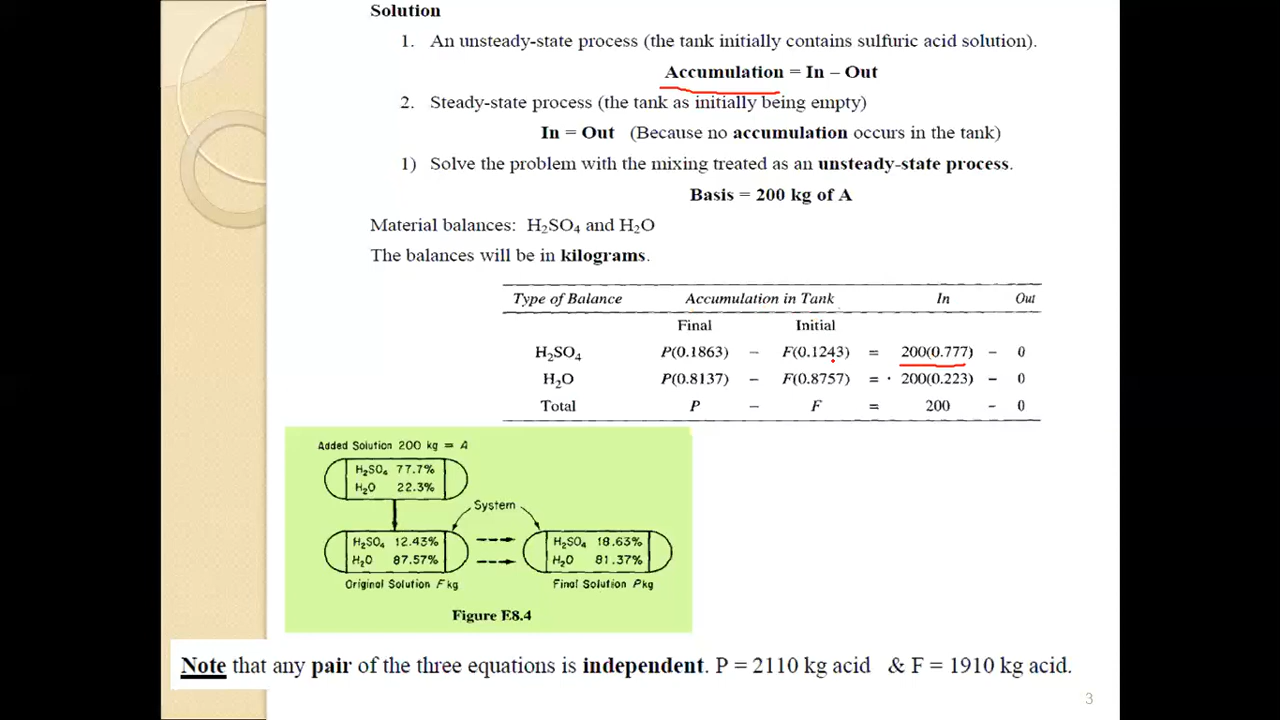 Solution
1. An unsteady-state process (the tank initially contains sulfuric acid solution).
Accumulation = In – Out
2. Steady-state process (the tank as initially being empty)
In = Out (Because no accumulation occurs in the tank)
1) Solve the problem with the mixing treated as an unsteady-state process.
Basis = 200 kg of A
Material balances: H₂SO₄ and H₂O
The balances will be in kilograms.
Type of Balance Accumulation in Tank In Out
Final Initial
H₂SO₄ P(0.1863) – F(0.1243) = 200(0.777) – 0
H₂O P(0.8137) – F(0.8757) = · 200(0.223) – 0
Total P – F = 200 – 0
Added Solution 200 kg = A
H₂SO₄ 77.7%
H₂O 22.3%
System
H₂SO₄ 12.43% H₂SO₄ 18.63%
H₂O 87.57% H₂O 81.37%
Original Solution F kg Final Solution P kg
Figure E8.4
Note that any pair of the three equations is independent. P = 2110 kg acid & F = 1910 kg acid.
3